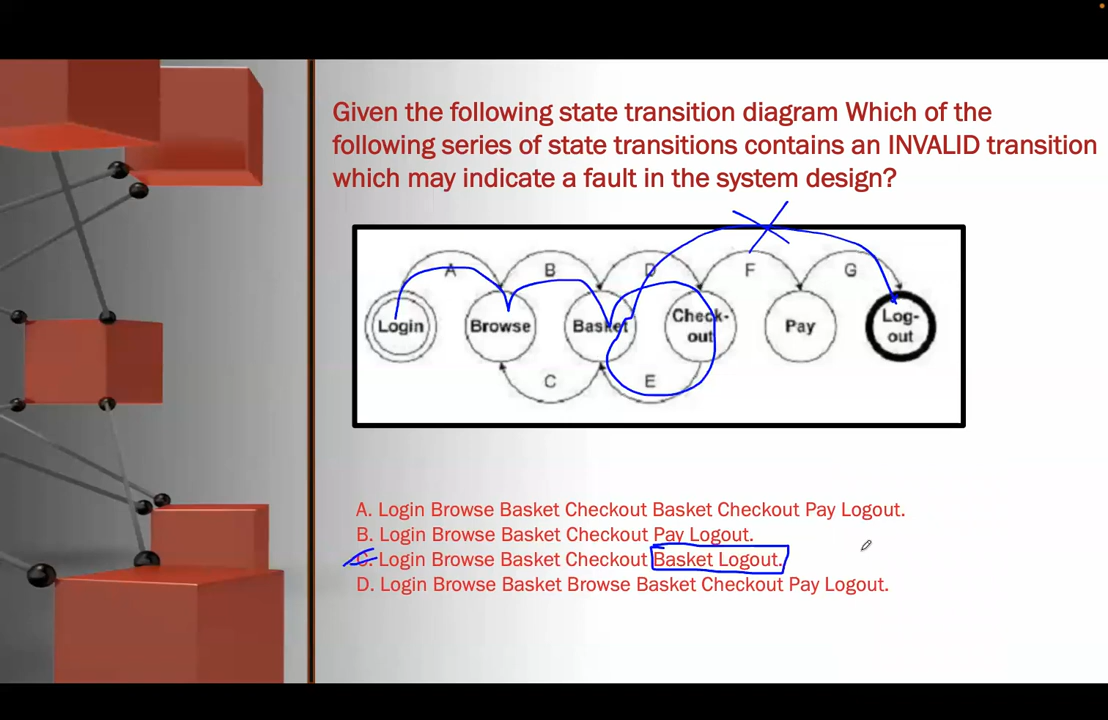 Given the following state transition diagram Which of the
following series of state transitions contains an INVALID transition
which may indicate a fault in the system design?
A B D F G
Login Browse Basket Check- Pay Log-
out out
C E
A. Login Browse Basket Checkout Basket Checkout Pay Logout.
B. Login Browse Basket Checkout Pay Logout.
C. Login Browse Basket Checkout Basket Logout.
D. Login Browse Basket Browse Basket Checkout Pay Logout.